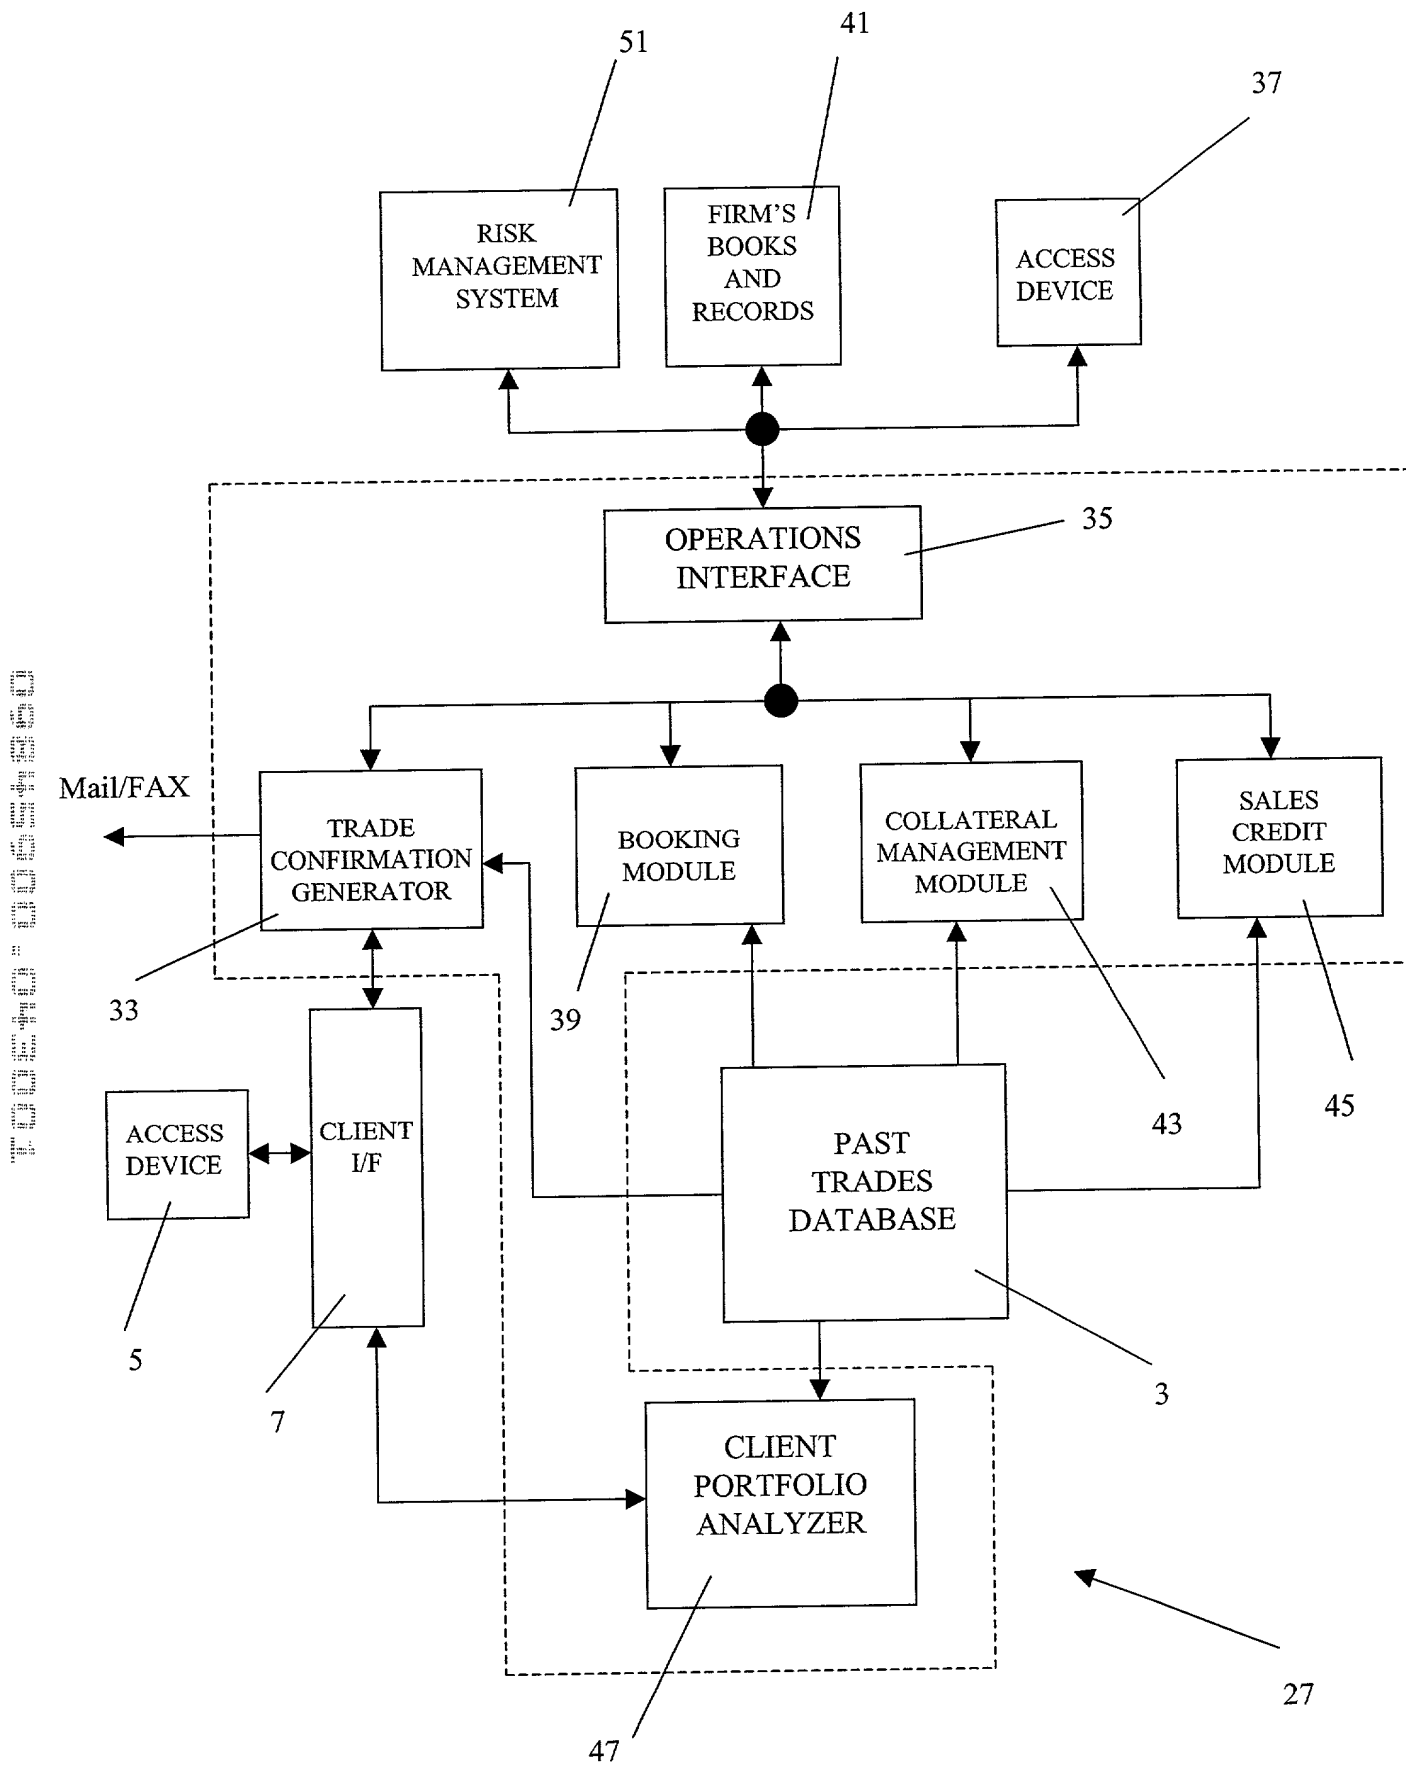 51
41
37
RISK
MANAGEMENT
SYSTEM
FIRM'S
BOOKS
AND
RECORDS
ACCESS
DEVICE
OPERATIONS
INTERFACE
35
Mail/FAX
TRADE
CONFIRMATION
GENERATOR
BOOKING
MODULE
COLLATERAL
MANAGEMENT
MODULE
SALES
CREDIT
MODULE
33
39
43
45
ACCESS
DEVICE
CLIENT
I/F
PAST
TRADES
DATABASE
5
7
3
CLIENT
PORTFOLIO
ANALYZER
27
47